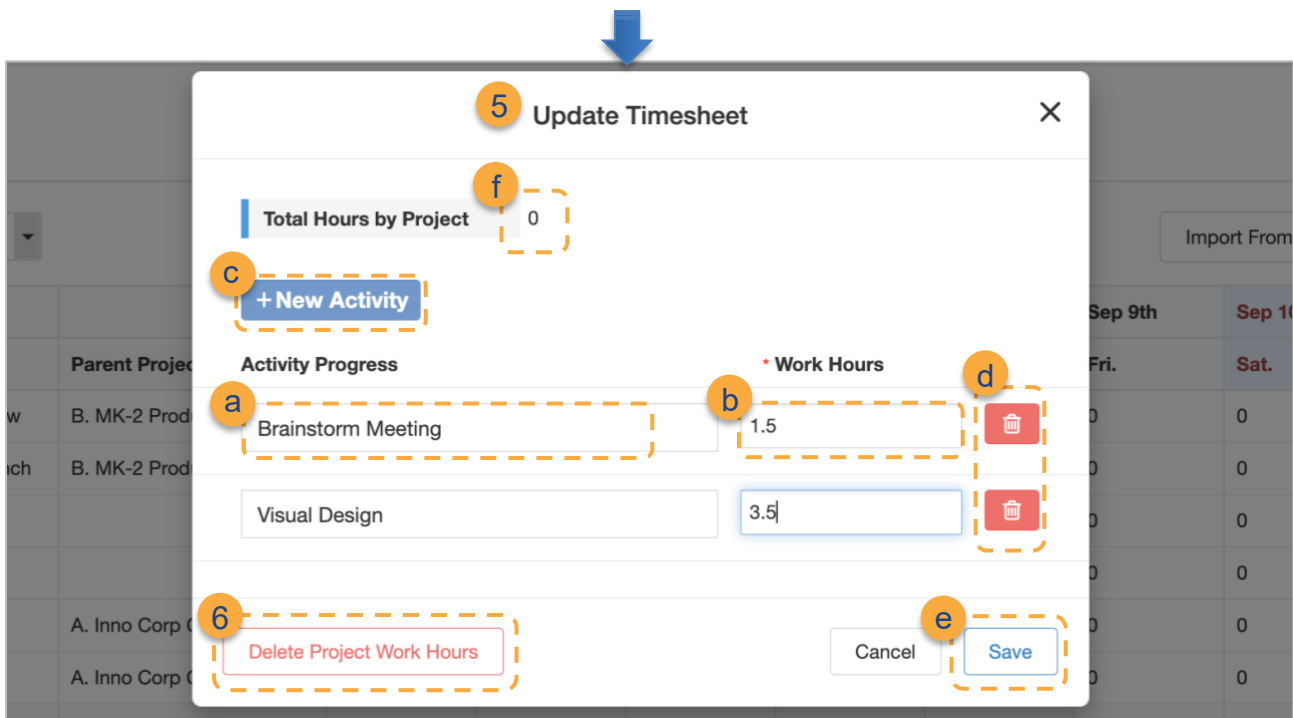 5 Update Timesheet
f
Total Hours by Project 0
Import From
c
+ New Activity
Sep 9th Sep 10
Parent Projec Activity Progress * Work Hours Fri. Sat.
a b d
w B. MK-2 Produ Brainstorm Meeting 1.5 0 0
nch B. MK-2 Prod 0 0
Visual Design 3.5 0 0
0 0
6 e
A. Inno Corp 0 0
Delete Project Work Hours Cancel Save
A. Inno Corp 0 0